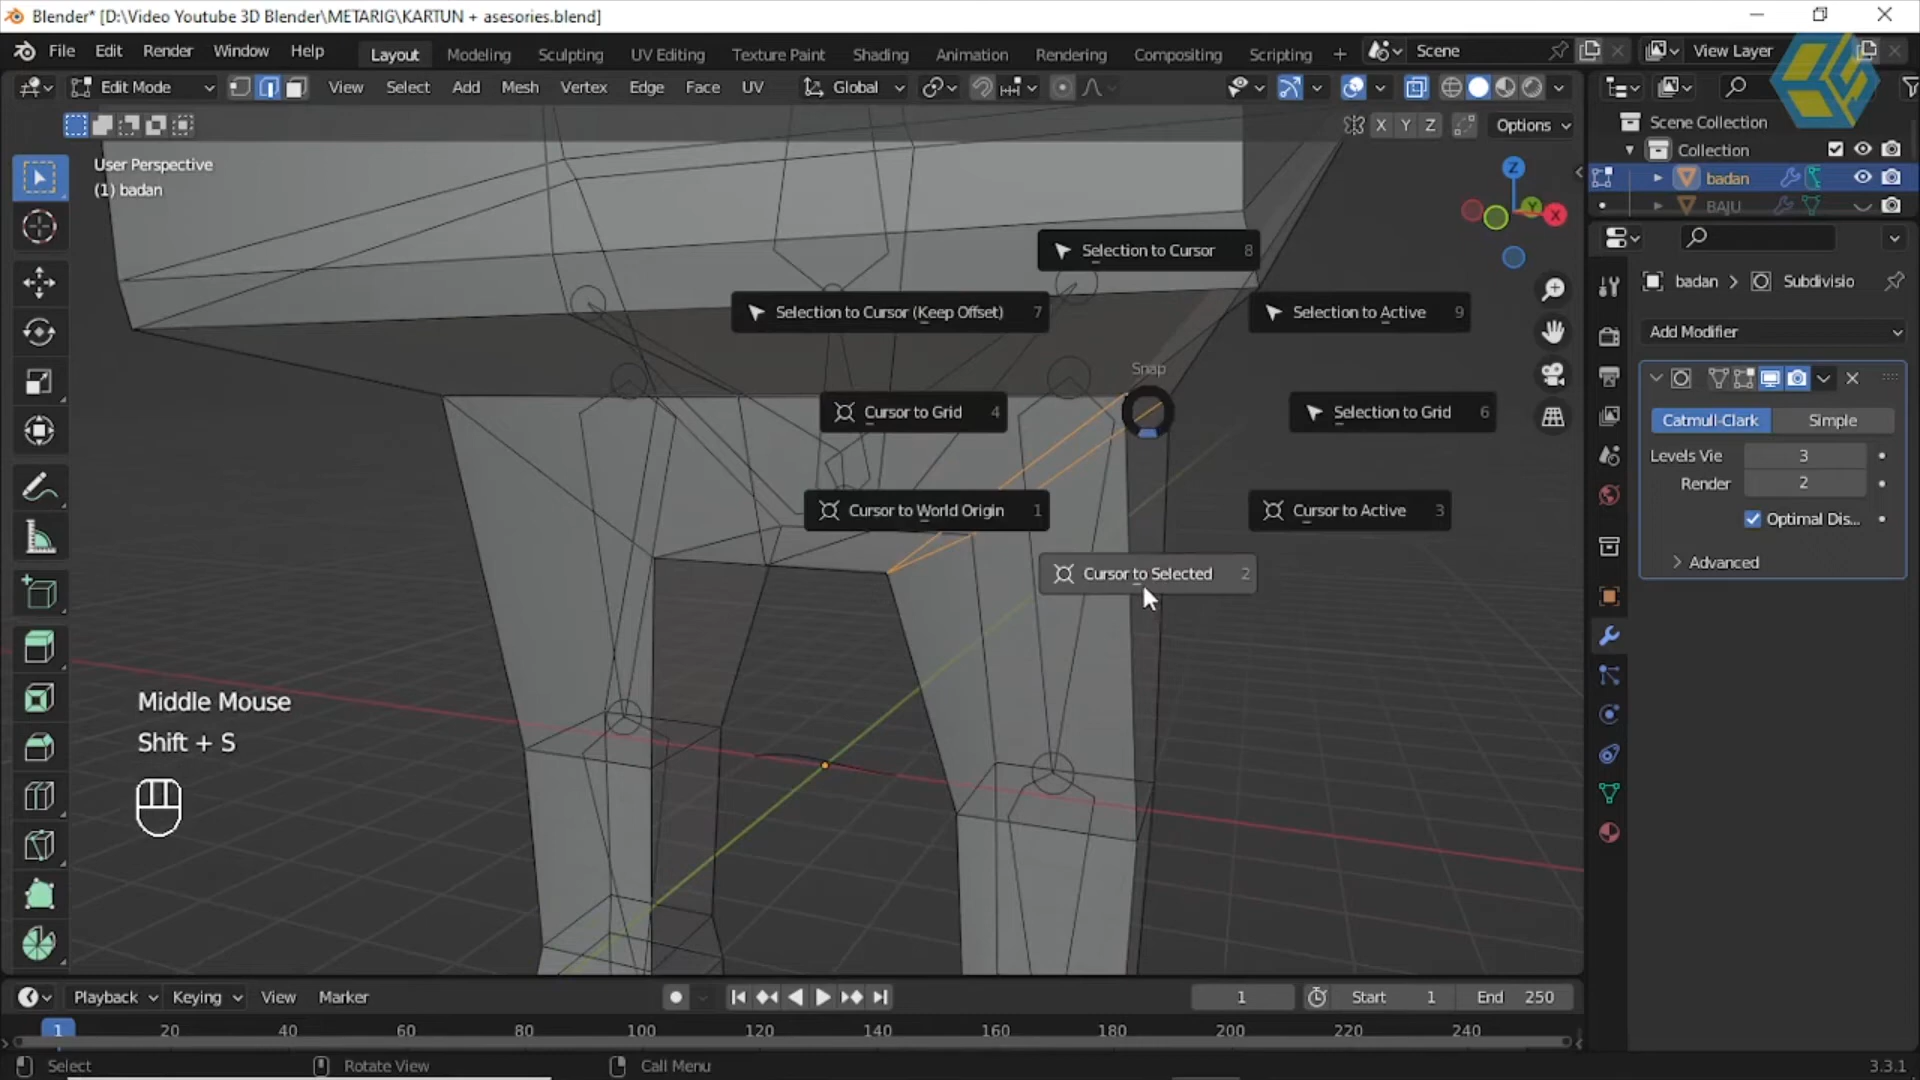 Blender* [D:\Video Youtube 3D Blender\METARIG\KARTUN + asesories.blend]
File Edit Render Window Help Layout Modeling Sculpting UV Editing Texture Paint Shading Animation Rendering Compositing Scripting + Scene View Layer
Edit Mode View Select Add Mesh Vertex Edge Face UV Global
X Y Z Options
Scene Collection
Collection
badan
BAJU
User Perspective
(1) badan
Z
Y
X
Selection to Cursor 8
Selection to Cursor (Keep Offset) 7
Selection to Active 9
Snap
Cursor to Grid 4
Selection to Grid 6
Cursor to World Origin 1
Cursor to Active 3
Cursor to Selected 2
badan > Subdivisio
Add Modifier
Catmull-Clark Simple
Levels Vie 3
Render 2
Optimal Dis...
Advanced
Middle Mouse
Shift + S
Playback Keying View Marker 1 Start 1 End 250
1 20 40 60 80 100 120 140 160 180 200 220 240
Select Rotate View Call Menu 3.3.1